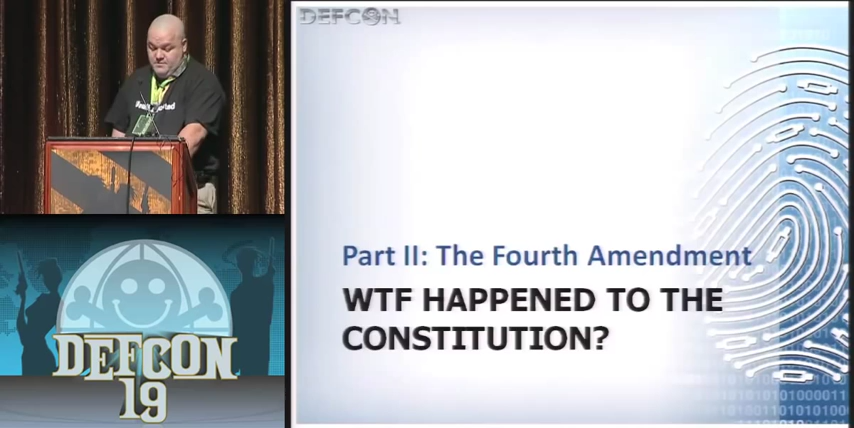 DEFCON
Part II: The Fourth Amendment
WTF HAPPENED TO THE
CONSTITUTION?
DEFCON
19